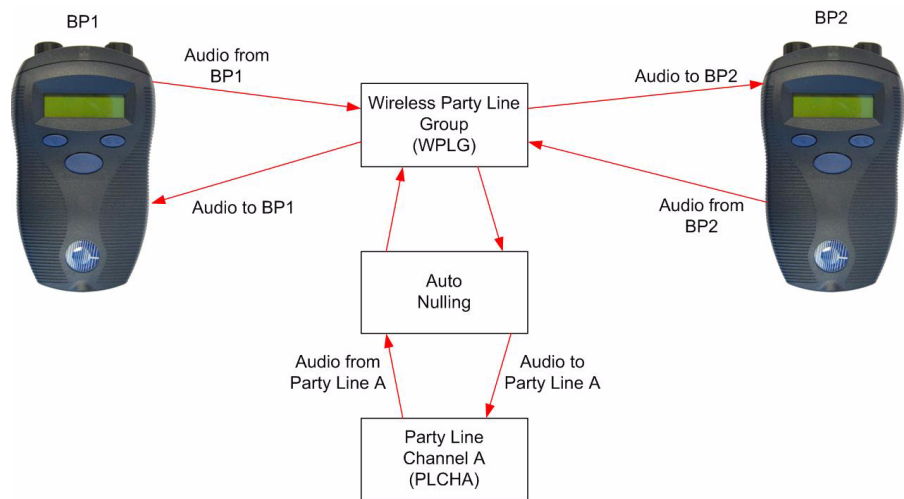 BP1
BP2
Audio from
BP1
Audio to BP2
Wireless Party Line
Group
(WPLG)
Audio to BP1
Audio from
BP2
Auto
Nulling
Audio from
Party Line A
Audio to
Party Line A
Party Line
Channel A
(PLCHA)